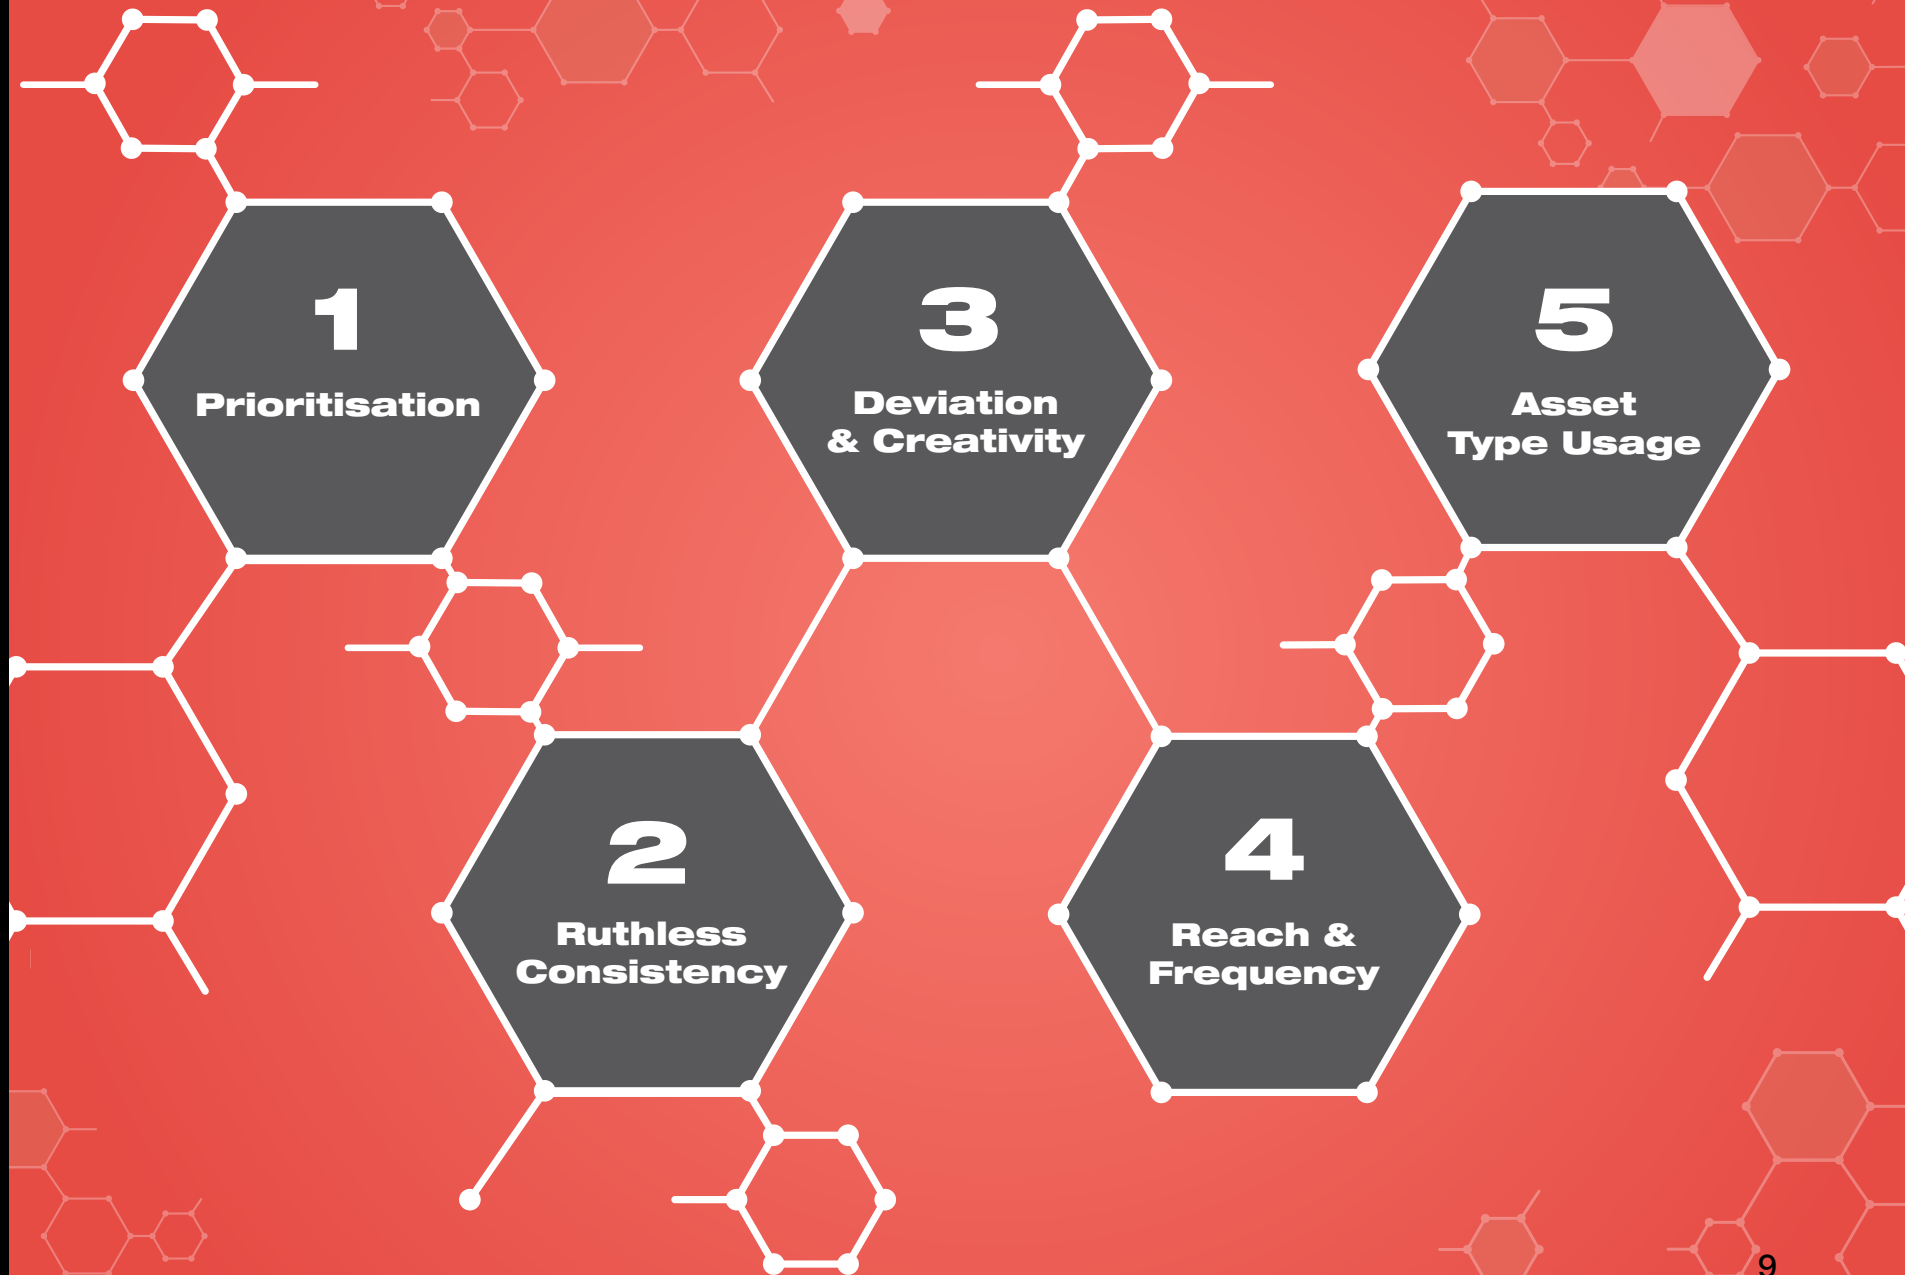 1
Prioritisation
2
Ruthless
Consistency
3
Deviation
& Creativity
4
Reach &
Frequency
5
Asset
Type Usage
9